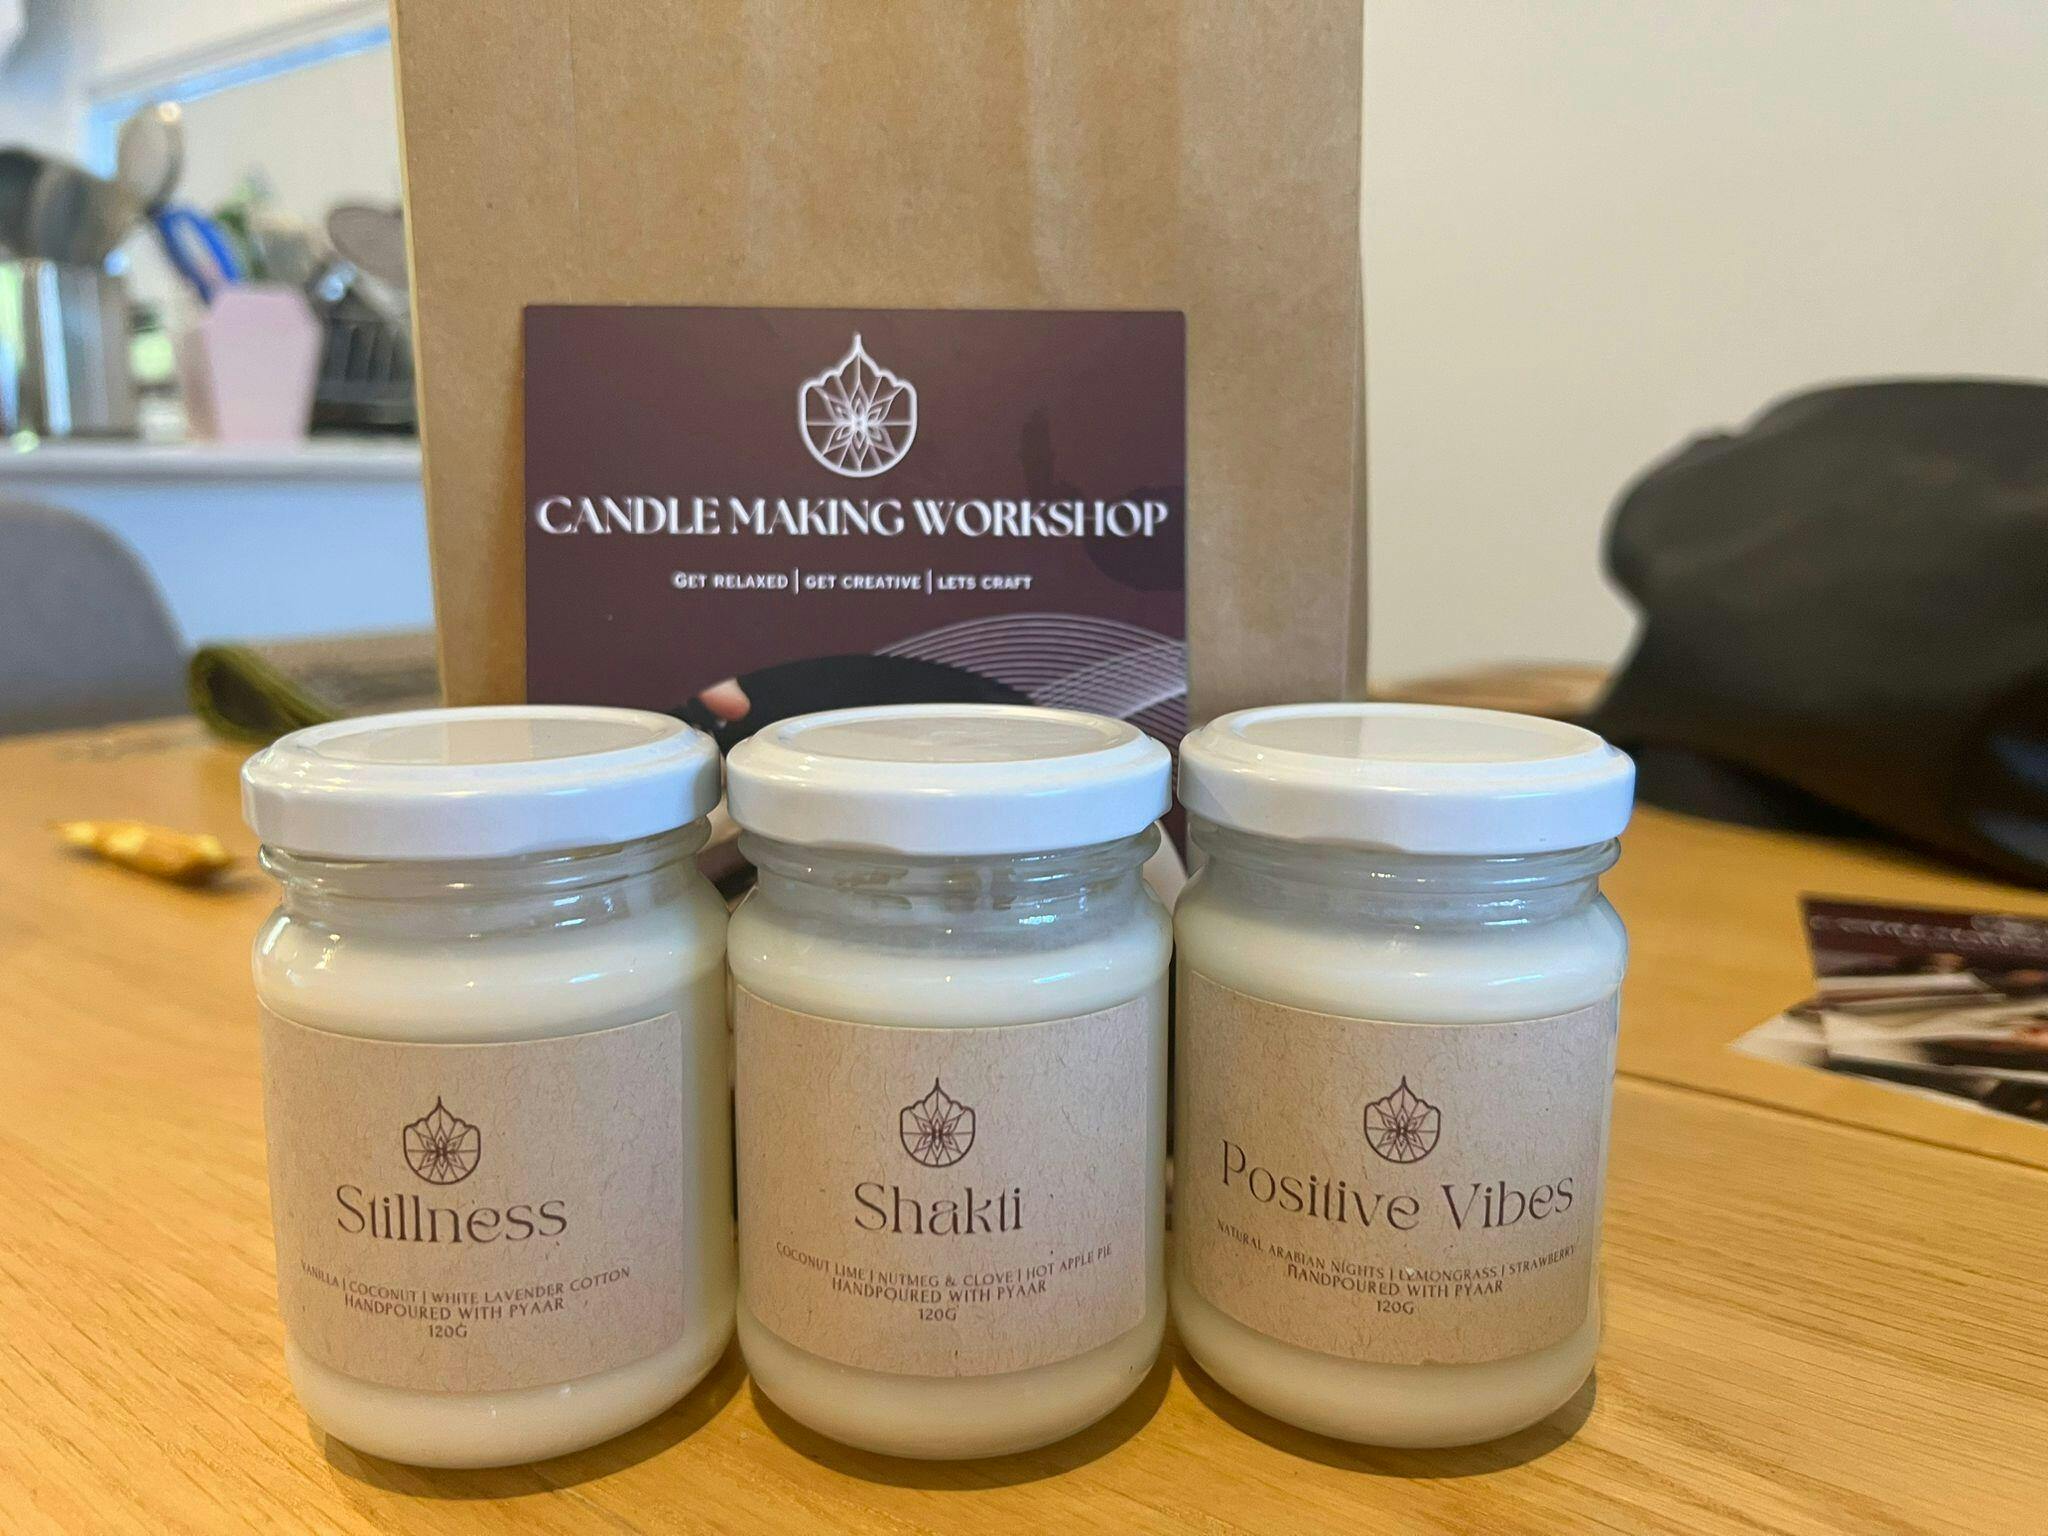 CANDLE MAKING WORKSHOP
GET RELAXED | GET CREATIVE | LETS CRAFT
Stillness
VANILLA | COCONUT | WHITE LAVENDER COTTON
HANDPOURED WITH PYAAR
120G
Shakti
COCONUT LIME | NUTMEG & CLOVE | HOT APPLE PIE
HANDPOURED WITH PYAAR
120G
Positive Vibes
NATURAL ARABIAN NIGHTS | LEMONGRASS | STRAWBERRY
HANDPOURED WITH PYAAR
120G